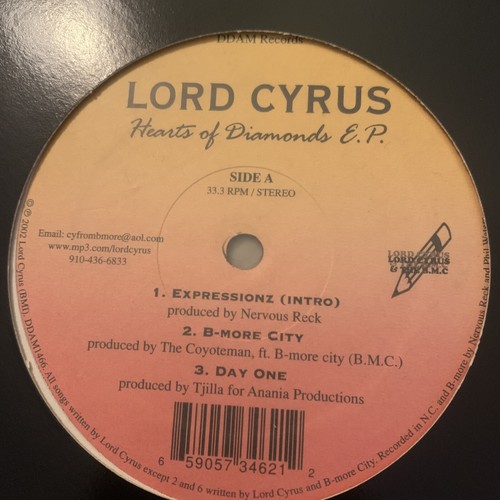 DDAM Records
LORD CYRUS
Hearts of Diamonds E.P.
SIDE A
33.3 RPM / STEREO
Email: cyfrombmore@aol.com
www.mp3.com/lordcyrus
910-436-6833
LORD CYRUS
& THE B.M.C
1. EXPRESSIONZ (INTRO)
produced by Nervous Reck
2. B-MORE CITY
produced by The Coyoteman, ft. B-more city (B.M.C.)
3. DAY ONE
produced by Tjilla for Anania Productions
6 59057 34621 2
© ℗ 2002 Lord Cyrus (BMI). DDAM1466. All songs written by Lord Cyrus except 2 and 6 written by Lord Cyrus and B-more City. Recorded in N.C. and B-more by Nervous Reck and Phil